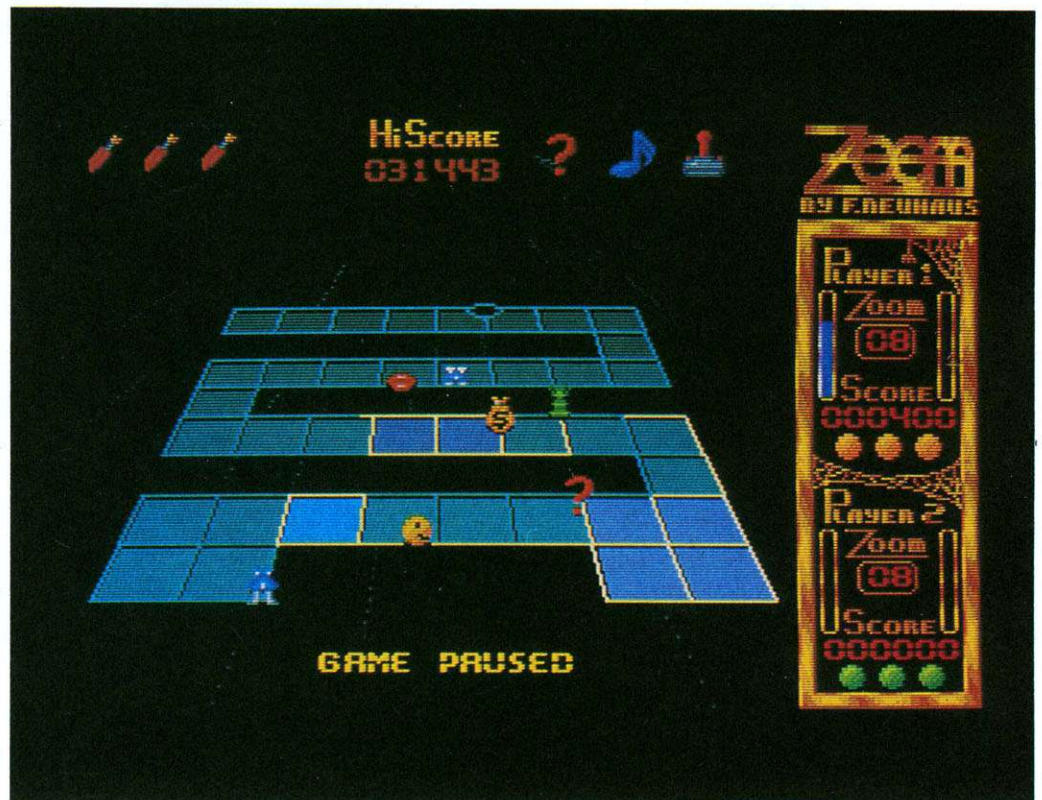 HiScore
031443
Zoom
BY F.NEUHAUS
Player 1
Zoom
08
Score
000400
Player 2
Zoom
08
Score
000000
GAME PAUSED